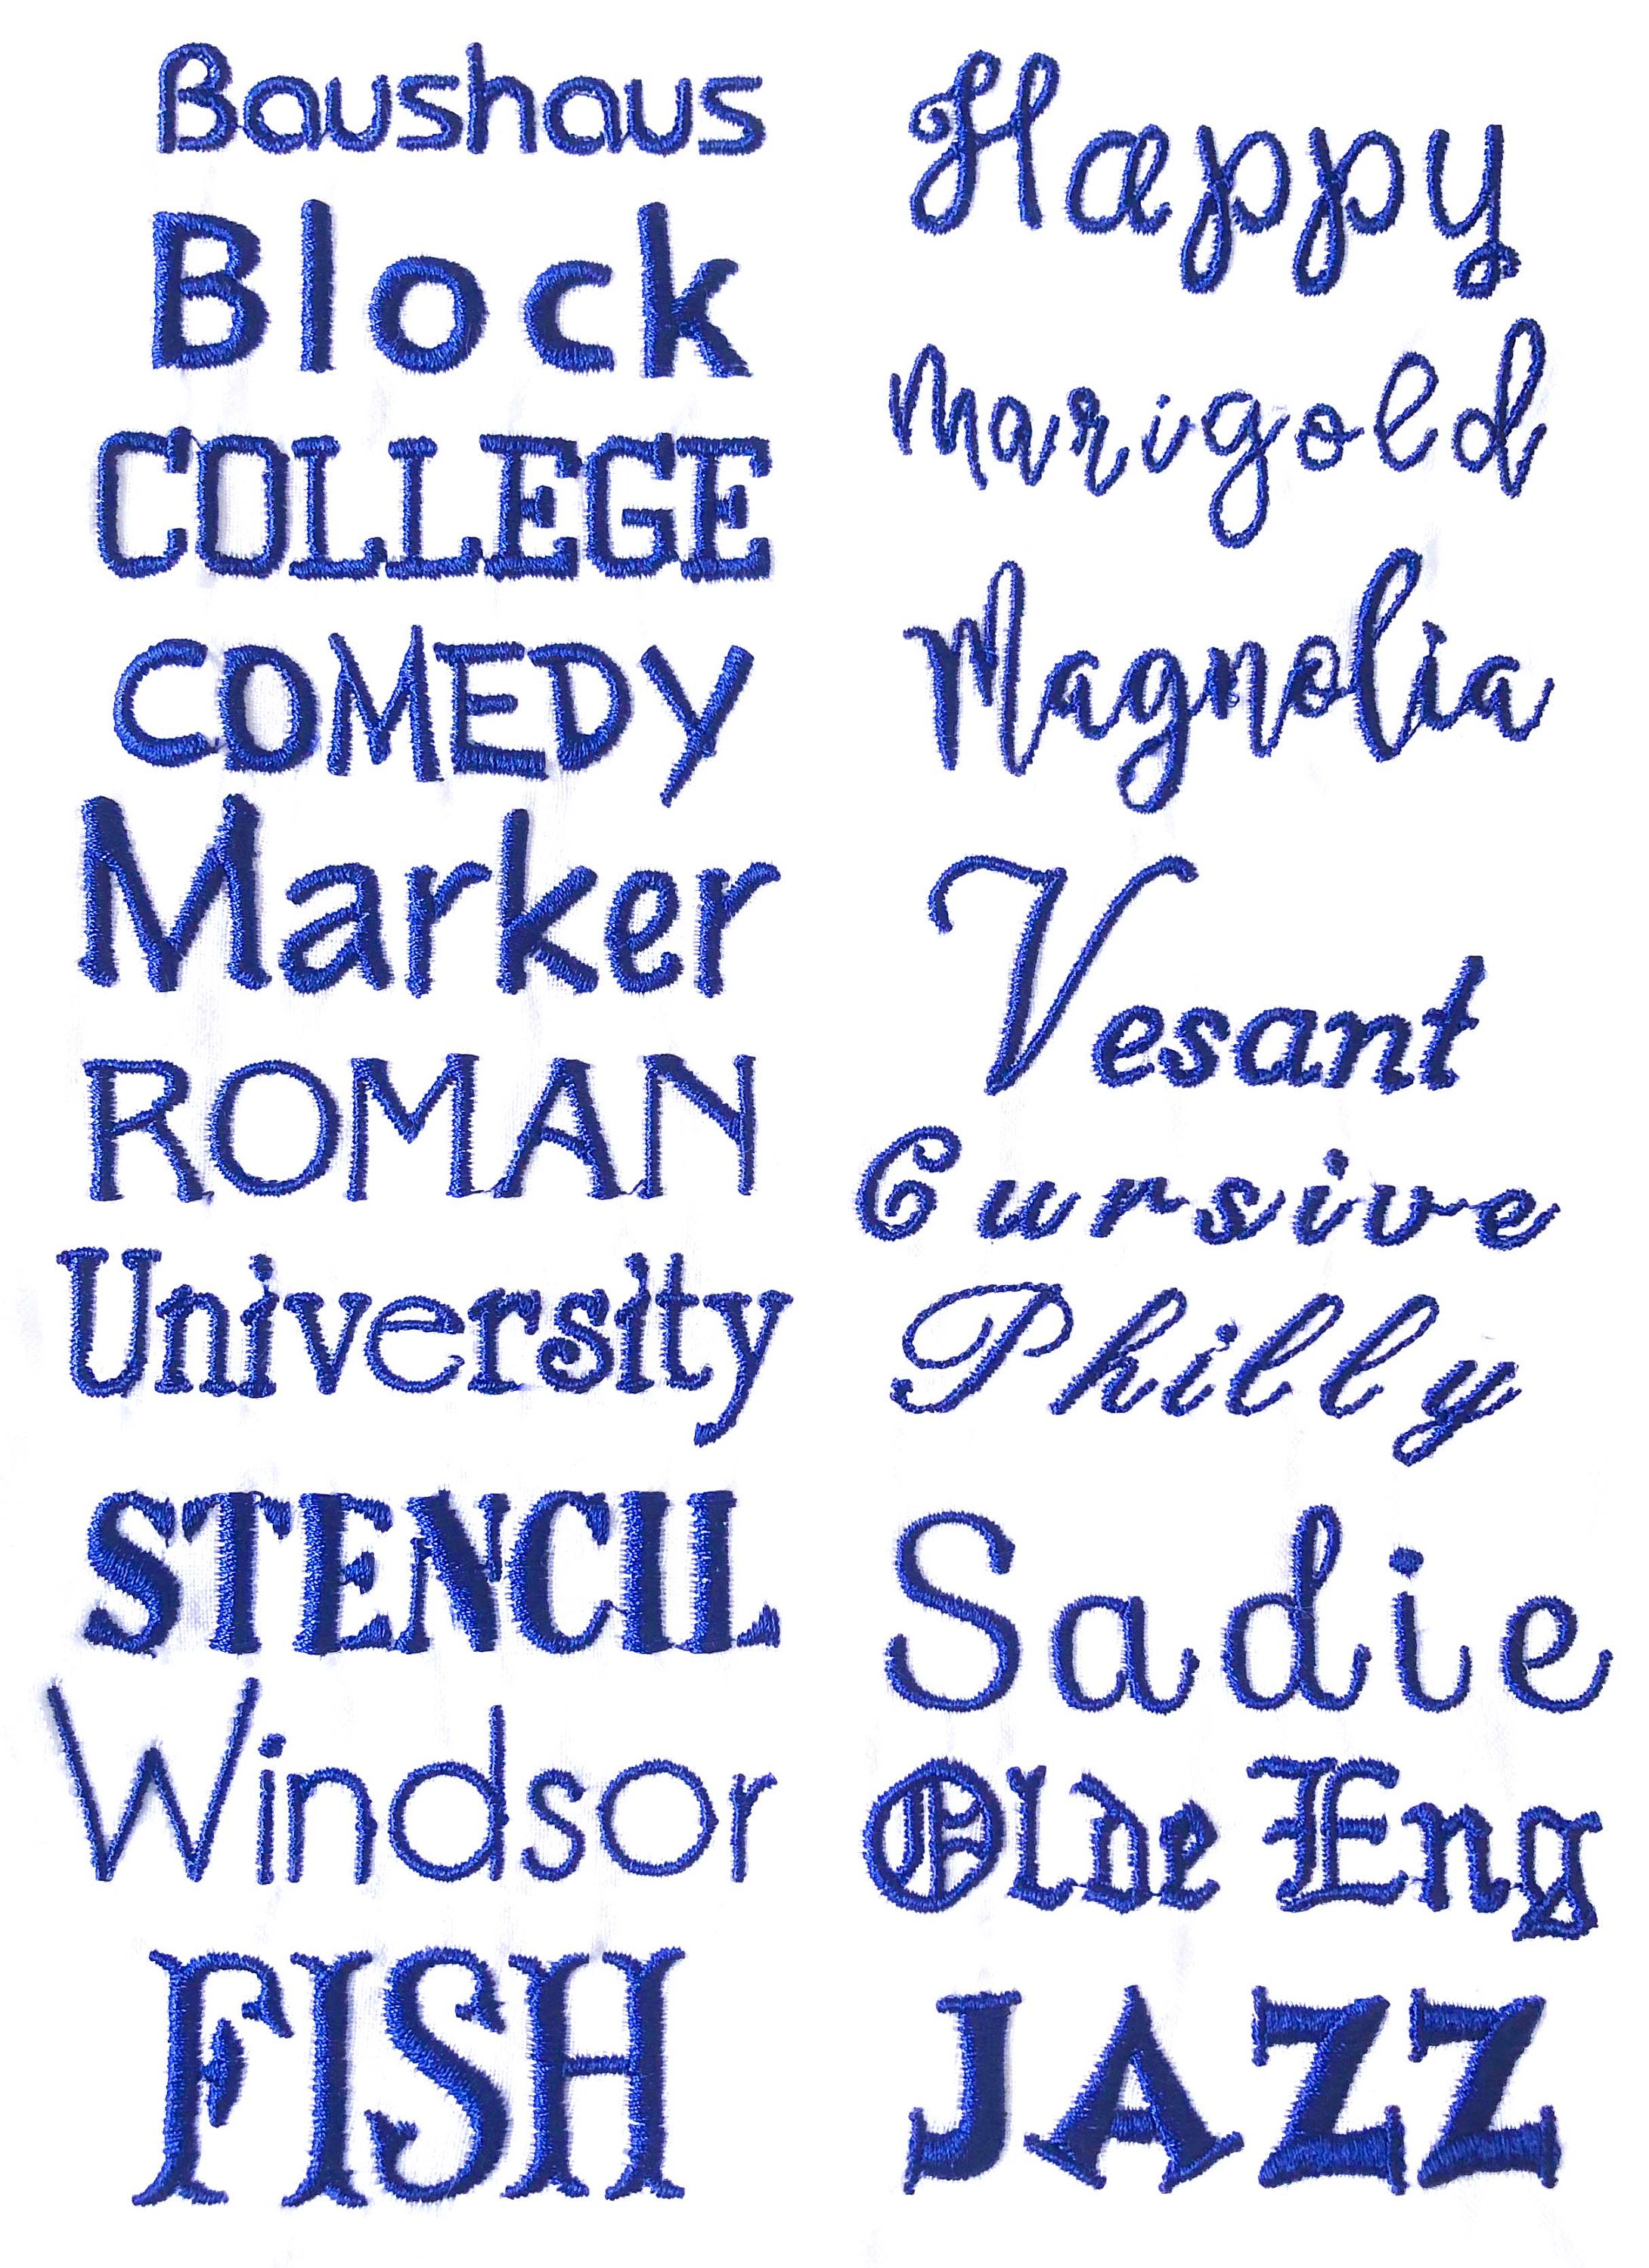 Baushaus
Block
COLLEGE
COMEDY
Marker
ROMAN
University
STENCIL
Windsor
FISH
Happy
Marigold
Magnolia
Vesant
Cursive
Philly
Sadie
Olde Eng
JAZZ